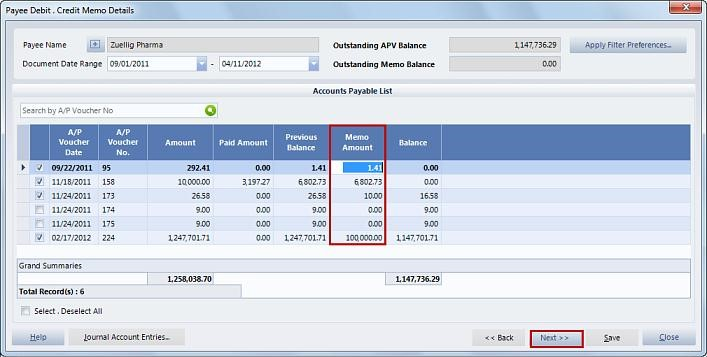 Payee Debit . Credit Memo Details
Payee Name Zuellig Pharma Outstanding APV Balance 1,147,736.29 Apply Filter Preferences...
Document Date Range 09/01/2011 - 04/11/2012 Outstanding Memo Balance 0.00
Accounts Payable List
Search by A/P Voucher No
A/P Voucher Date A/P Voucher No. Amount Paid Amount Previous Balance Memo Amount Balance
09/22/2011 95 292.41 0.00 1.41 1.41 0.00
11/18/2011 158 10,000.00 3,197.27 6,802.73 6,802.73 0.00
11/24/2011 173 26.58 0.00 26.58 10.00 16.58
11/24/2011 174 9.00 0.00 9.00 0.00 9.00
11/24/2011 175 9.00 0.00 9.00 0.00 9.00
02/17/2012 224 1,247,701.71 0.00 1,247,701.71 100,000.00 1,147,701.71
Grand Summaries
1,258,038.70 1,147,736.29
Total Record(s) : 6
Select . Deselect All
Help Journal Account Entries... << Back Next >> Save Close